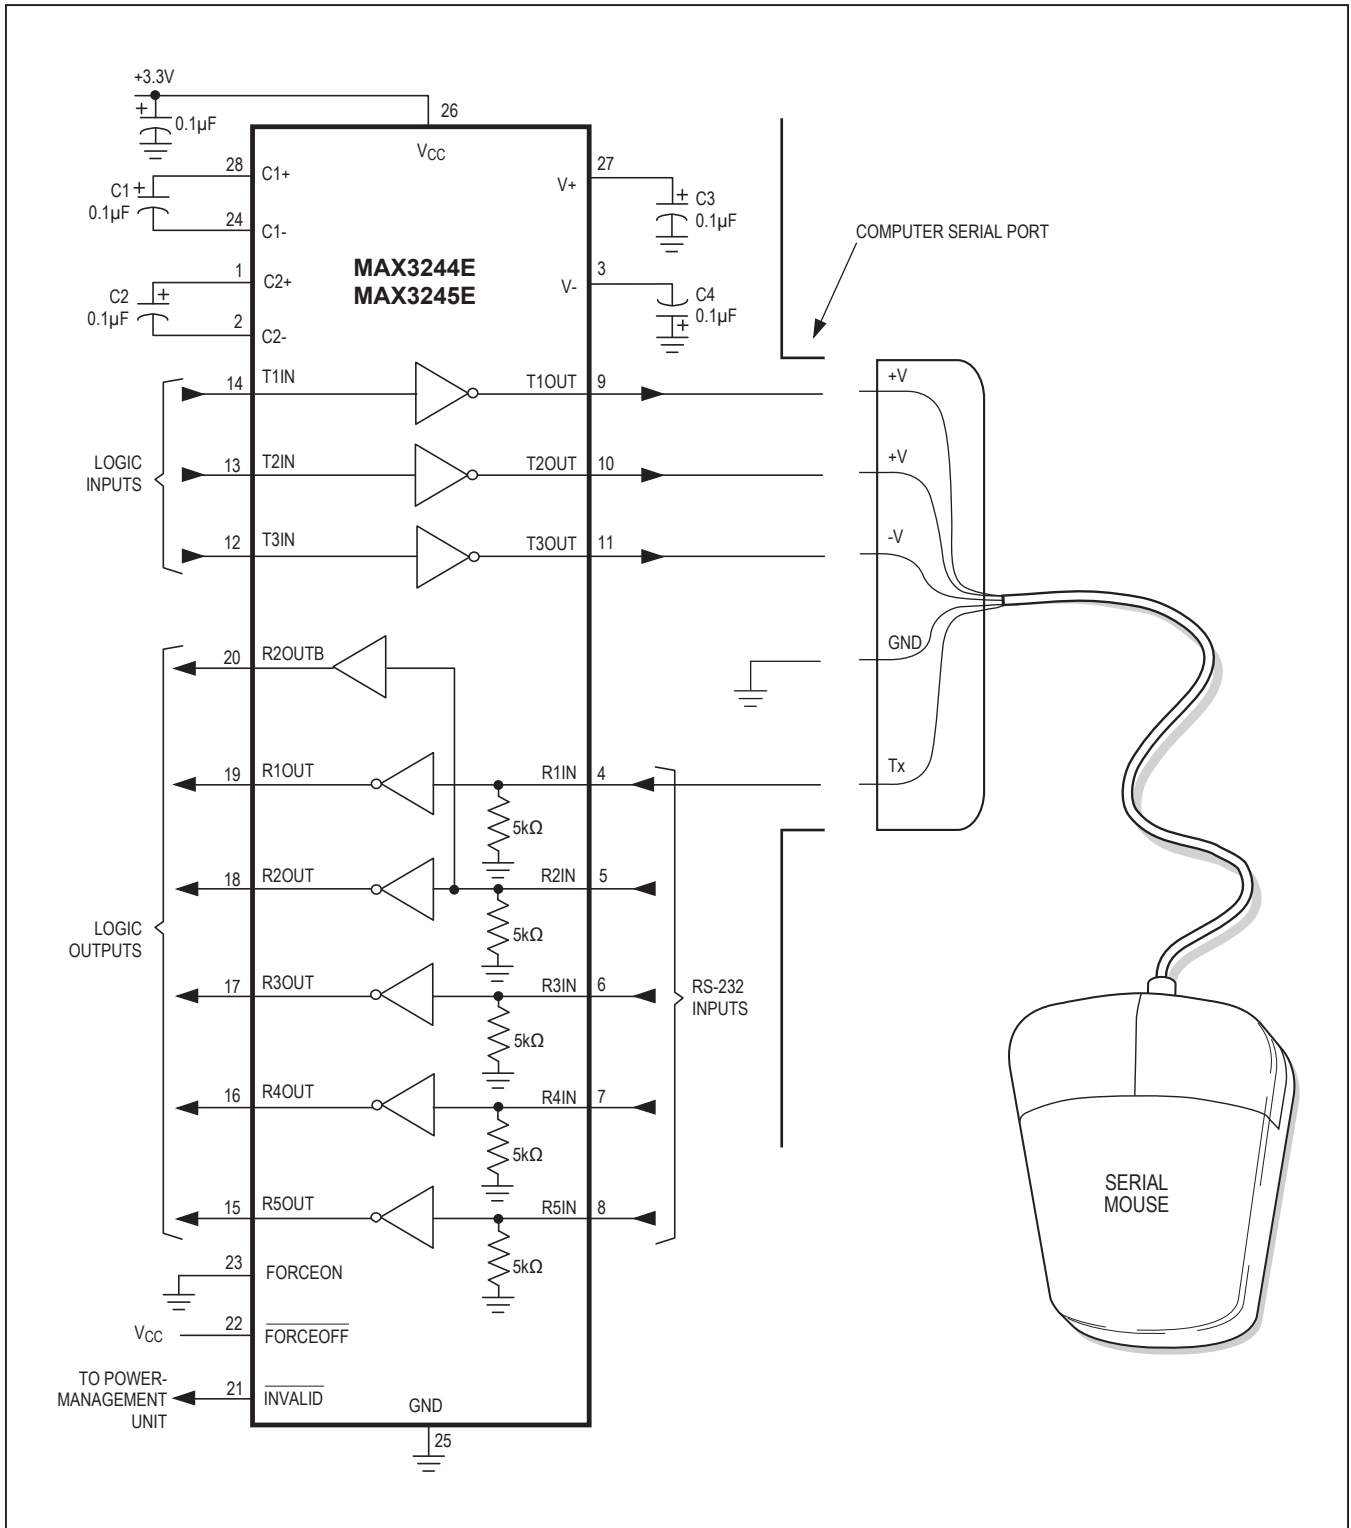 +3.3V
0.1µF
26
VCC
28
C1+
C1
0.1µF
24
C1-
1
C2+
C2
0.1µF
2
C2-
27
V+
C3
0.1µF
3
V-
C4
0.1µF
MAX3244E
MAX3245E
COMPUTER SERIAL PORT
14
T1IN
T1OUT
9
+V
LOGIC
INPUTS
13
T2IN
T2OUT
10
+V
12
T3IN
T3OUT
11
-V
20
R2OUTB
GND
19
R1OUT
R1IN
4
Tx
5kΩ
18
R2OUT
R2IN
5
5kΩ
LOGIC
OUTPUTS
17
R3OUT
R3IN
6
RS-232
INPUTS
5kΩ
16
R4OUT
R4IN
7
5kΩ
15
R5OUT
R5IN
8
5kΩ
23
FORCEON
VCC
22
FORCEOFF
TO POWER-
MANAGEMENT
UNIT
21
INVALID
GND
25
SERIAL
MOUSE